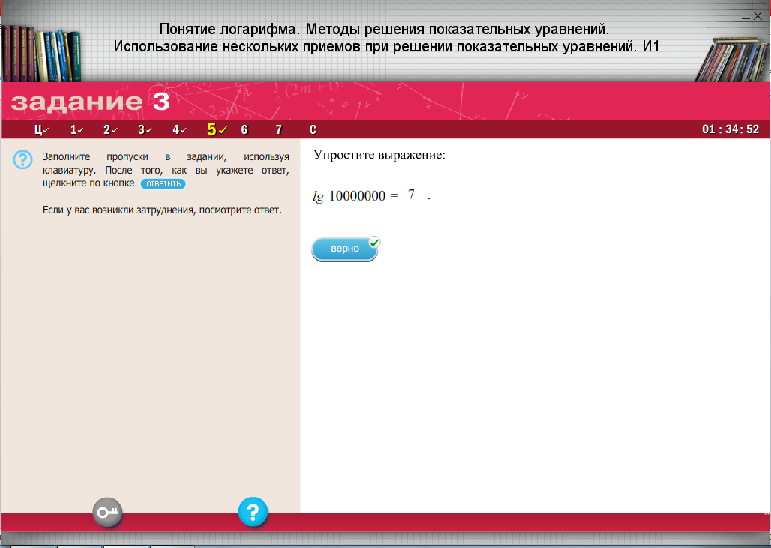 Понятие логарифма. Методы решения показательных уравнений.
Использование нескольких приемов при решении показательных уравнений. И1
задание 3
Ц 1 2 3 4 5 6 7 С 01:34:52
Заполните пропуски в задании, используя
клавиатуру. После того, как вы укажете ответ,
щелкните по кнопке ответить
Если у вас возникли затруднения, посмотрите ответ.
Упростите выражение:
lg 10000000 = 7 .
верно